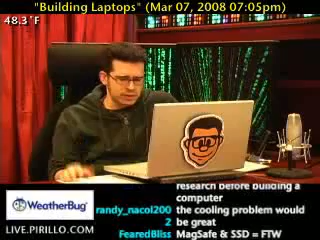 "Building Laptops" (Mar 07, 2008 07:05pm)
48.3°F
research before building a
computer
randy_nacol200 the cooling problem would
2 be great
FearedBliss MagSafe & SSD = FTW
WeatherBug
LIVE.PIRILLO.COM